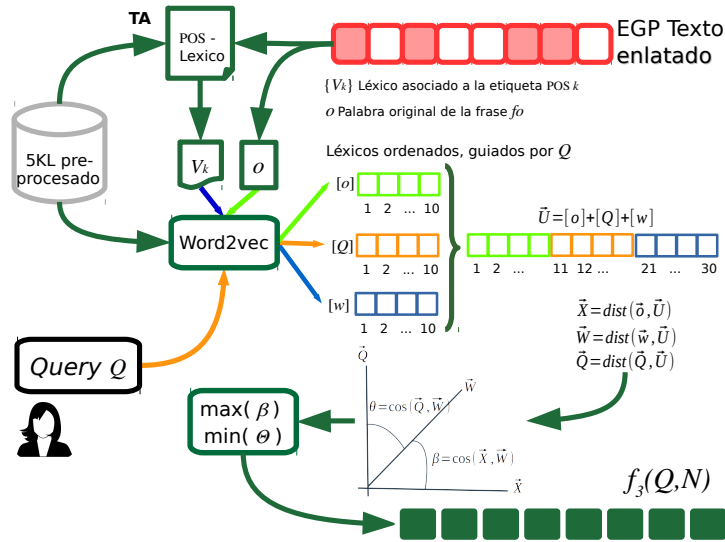 TA
POS -
Lexico
EGP Texto
enlatado
{Vk} Léxico asociado a la etiqueta POS k
o Palabra original de la frase fo
5KL pre-
procesado
Vk
o
Léxicos ordenados, guiados por Q
[o]
1 2 ... 10
Word2vec
[Q]
1 2 ... 10
[w]
1 2 ... 10
U⃗=[o]+[Q]+[w]
1 2 ... 11 12... 21 ... 30
X⃗=dist(o⃗,U⃗)
W⃗=dist(w⃗,U⃗)
Q⃗=dist(Q⃗,U⃗)
Query Q
Q⃗
W⃗
θ=cos(Q⃗,W⃗)
β=cos(X⃗,W⃗)
X⃗
max(β)
min(Θ)
f3(Q,N)